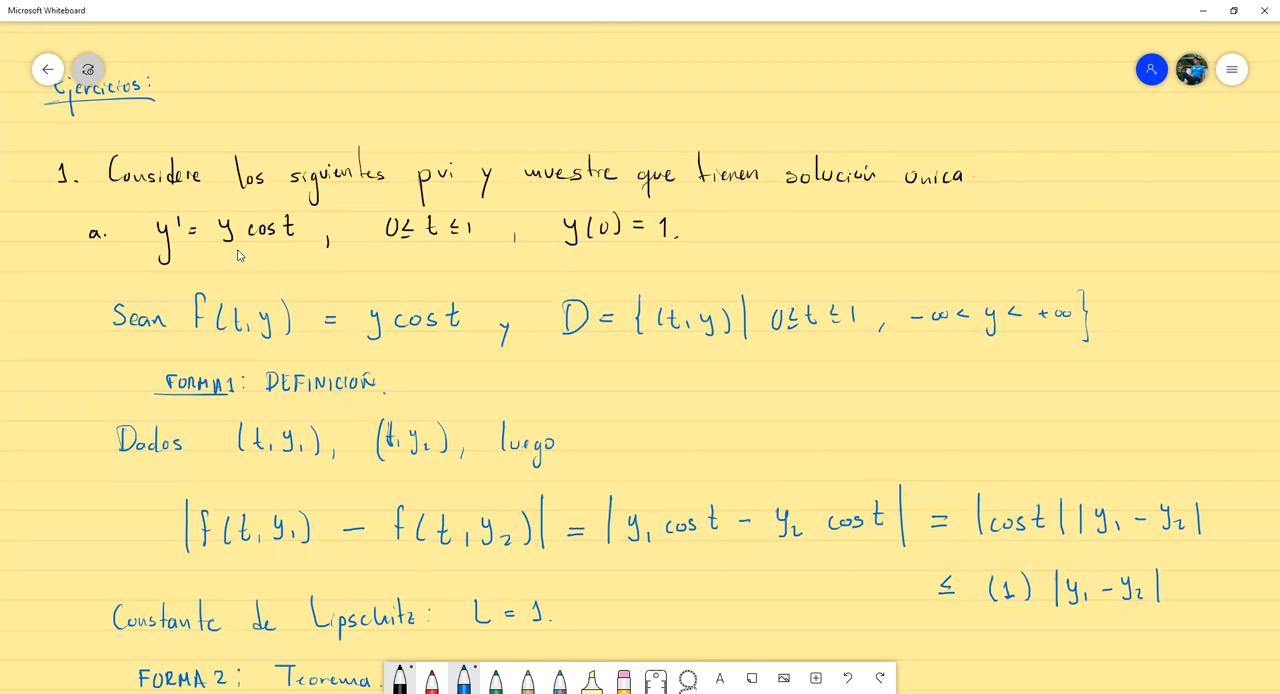 Microsoft Whiteboard
Ejercicios:
1. Considere los siguientes pvi y muestre que tienen solución única.
a. y' = y cos t, 0 ≤ t ≤ 1, y(0) = 1.
Sean f(t,y) = y cos t y D = {(t,y) | 0 ≤ t ≤ 1, -∞ < y < +∞}
FORMA 1: DEFINICIÓN.
Dados (t,y₁), (t,y₂), luego
|f(t,y₁) - f(t,y₂)| = |y₁ cos t - y₂ cos t| = |cos t| |y₁ - y₂|
≤ (1) |y₁ - y₂|
Constante de Lipschitz: L = 1.
FORMA 2: Teorema.